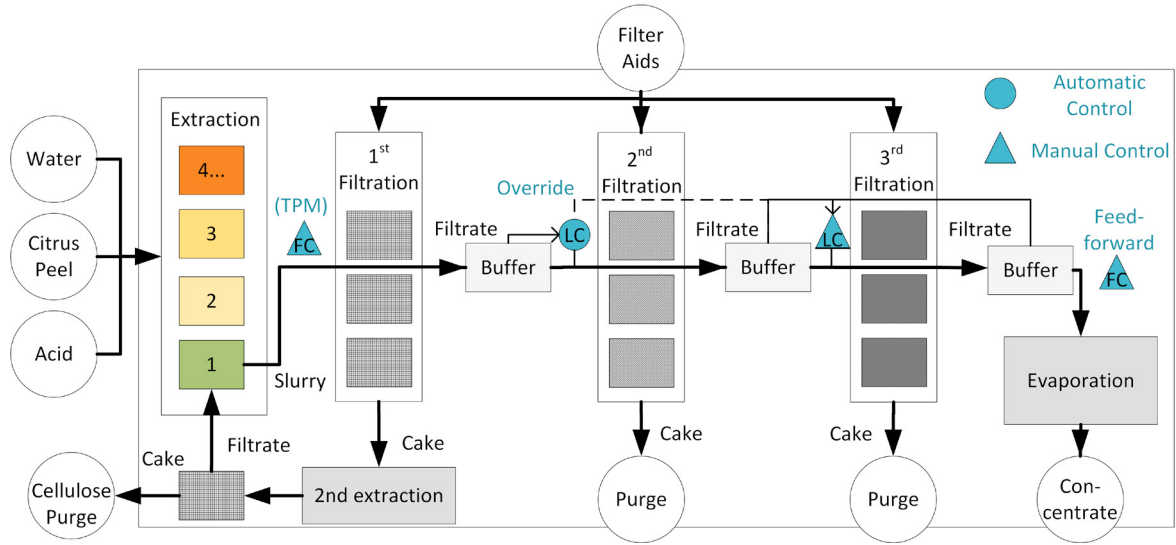 Filter
Aids
Automatic
Control
Manual Control
Water
Citrus
Peel
Acid
Extraction
4...
3
2
1
Slurry
(TPM)
FC
1st
Filtration
Filtrate
Override
LC
Buffer
2nd
Filtration
Filtrate
LC
Buffer
3rd
Filtration
Filtrate
Buffer
Feed-
forward
FC
Evaporation
Con-
centrate
Cake
Filtrate
Cellulose
Purge
Cake
2nd extraction
Cake
Purge
Cake
Purge